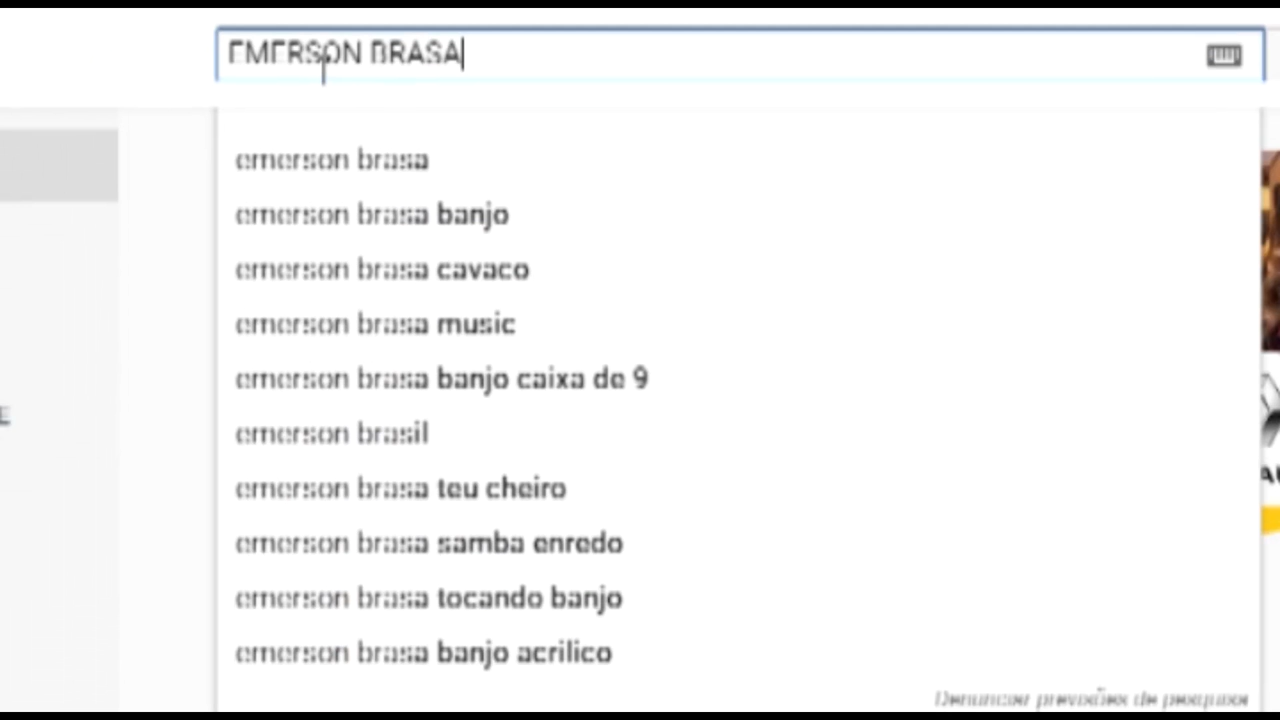 EMERSON BRASA
emerson brasa
emerson brasa banjo
emerson brasa cavaco
emerson brasa music
emerson brasa banjo caixa de 9
emerson brasil
emerson brasa teu cheiro
emerson brasa samba enredo
emerson brasa tocando banjo
emerson brasa banjo acrilico
Denunciar previsões de pesquisa